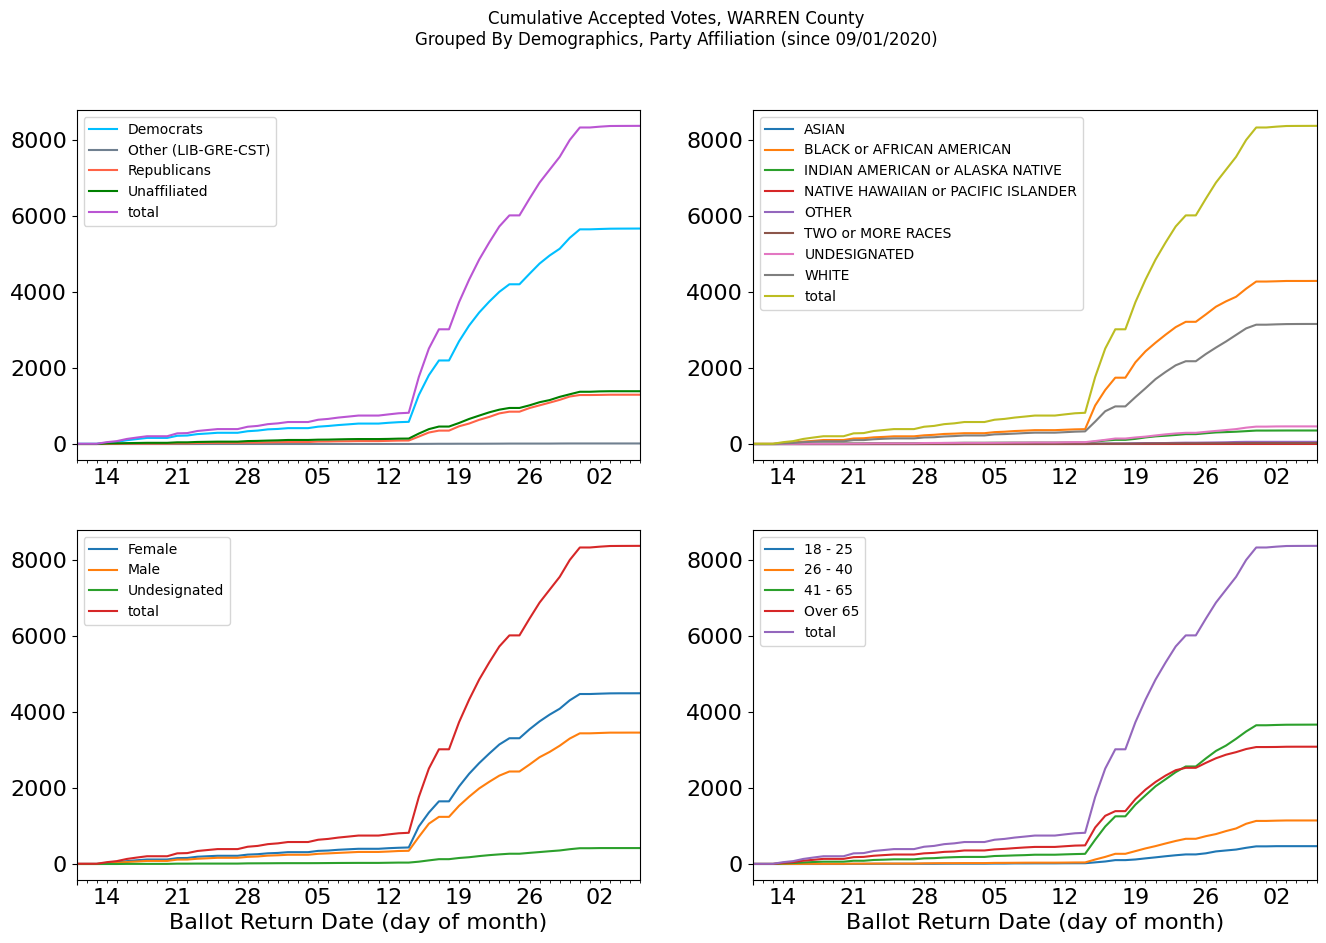 Cumulative Accepted Votes, WARREN County
Grouped By Demographics, Party Affiliation (since 09/01/2020)
8000
6000
4000
2000
0
Democrats
Other (LIB-GRE-CST)
Republicans
Unaffiliated
total
14 21 28 05 12 19 26 02
8000
6000
4000
2000
0
ASIAN
BLACK or AFRICAN AMERICAN
INDIAN AMERICAN or ALASKA NATIVE
NATIVE HAWAIIAN or PACIFIC ISLANDER
OTHER
TWO or MORE RACES
UNDESIGNATED
WHITE
total
14 21 28 05 12 19 26 02
8000
6000
4000
2000
0
Female
Male
Undesignated
total
14 21 28 05 12 19 26 02
Ballot Return Date (day of month)
8000
6000
4000
2000
0
18 - 25
26 - 40
41 - 65
Over 65
total
14 21 28 05 12 19 26 02
Ballot Return Date (day of month)